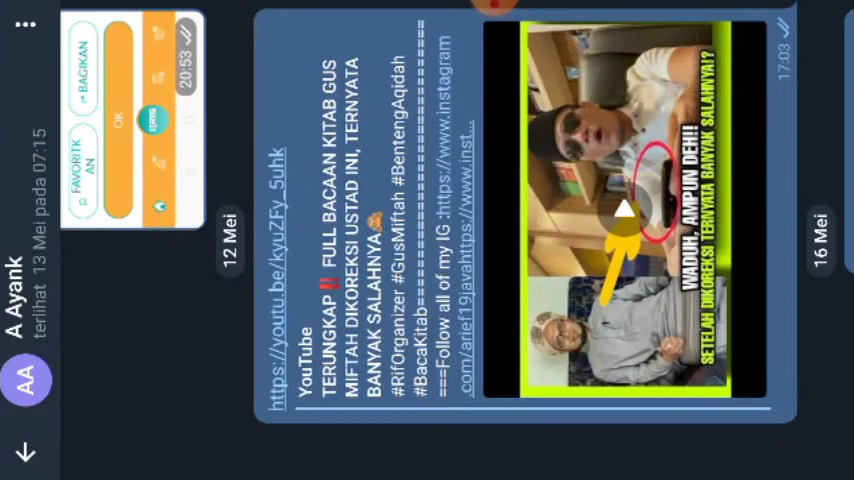 A Ayank
terlihat 13 Mei pada 07:15
AA
FAVORITK
AN
BAGIKAN
OK
20:53
12 Mei
https://youtu.be/kyuZFy_5uhk
YouTube
TERUNGKAP ‼️ FULL BACAAN KITAB GUS
MIFTAH DIKOREKSI USTAD INI, TERNYATA
BANYAK SALAHNYA🙈
#RifOrganizer #GusMiftah #BentengAqidah
#BacaKitab==============================
===Follow all of my IG :https://www.instagram
.com/arief19javahttps://www.inst...
WADUH, AMPUN DEH!!
SETELAH DIKOREKSI TERNYATA BANYAK SALAHNYA!?
17:03
16 Mei